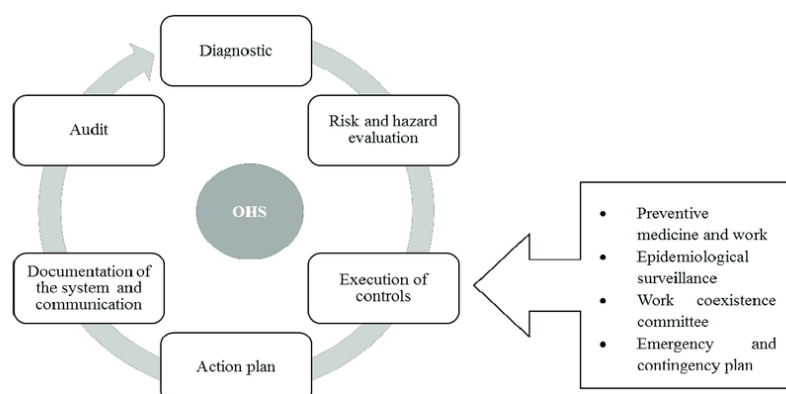 Diagnostic
Risk and hazard
evaluation
Execution of
controls
Action plan
Documentation of
the system and
communication
Audit
OHS
• Preventive
medicine and work
• Epidemiological
surveillance
• Work coexistence
committee
• Emergency and
contingency plan